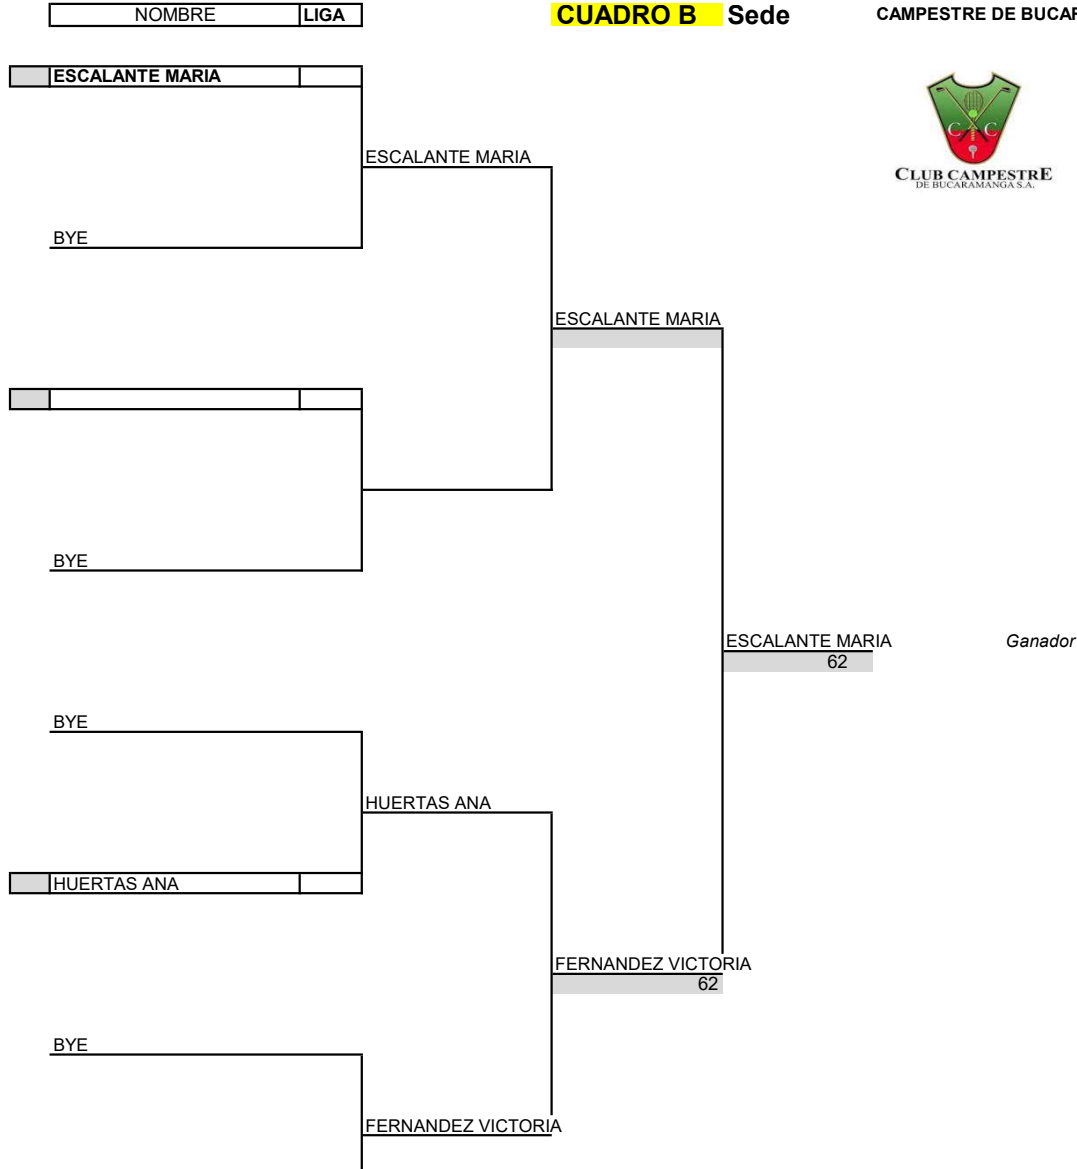 NOMBRE LIGA CUADRO B Sede CAMPESTRE DE BUCAR
ESCALANTE MARIA
C C
CLUB CAMPESTRE
DE BUCARAMANGA S.A.
ESCALANTE MARIA
BYE
ESCALANTE MARIA
BYE
ESCALANTE MARIA Ganador
62
BYE
HUERTAS ANA
HUERTAS ANA
FERNANDEZ VICTORIA
62
BYE
FERNANDEZ VICTORIA